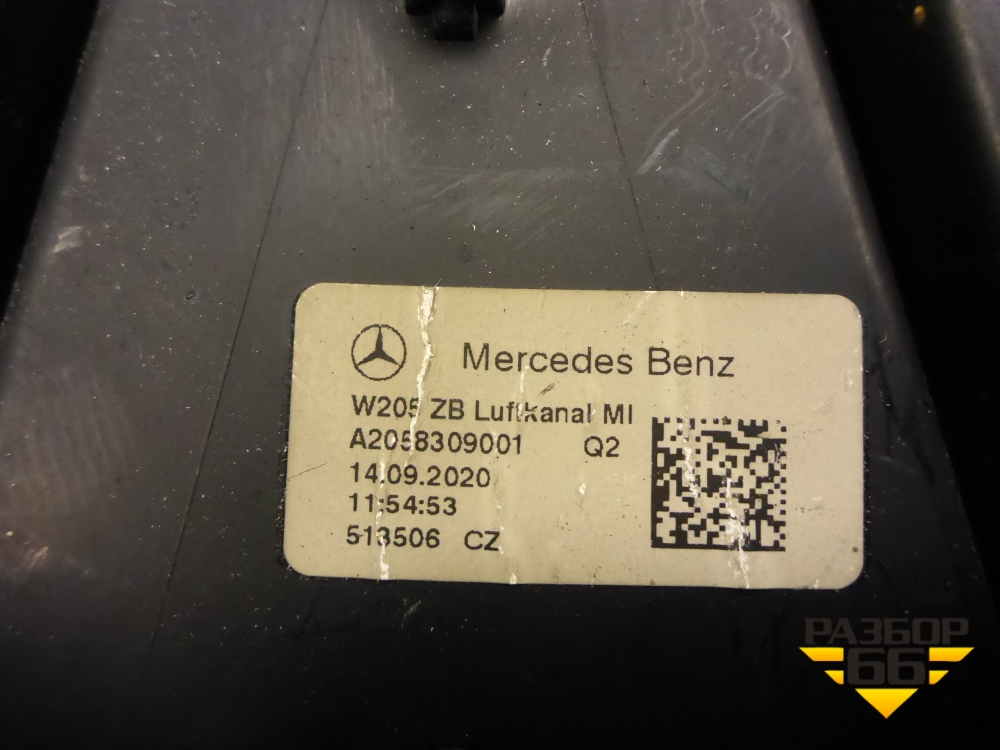 Mercedes Benz
W205 ZB Luftkanal MI
A2058309001 Q2
14.09.2020
11:54:53
513506 CZ
РАЗБОР
66